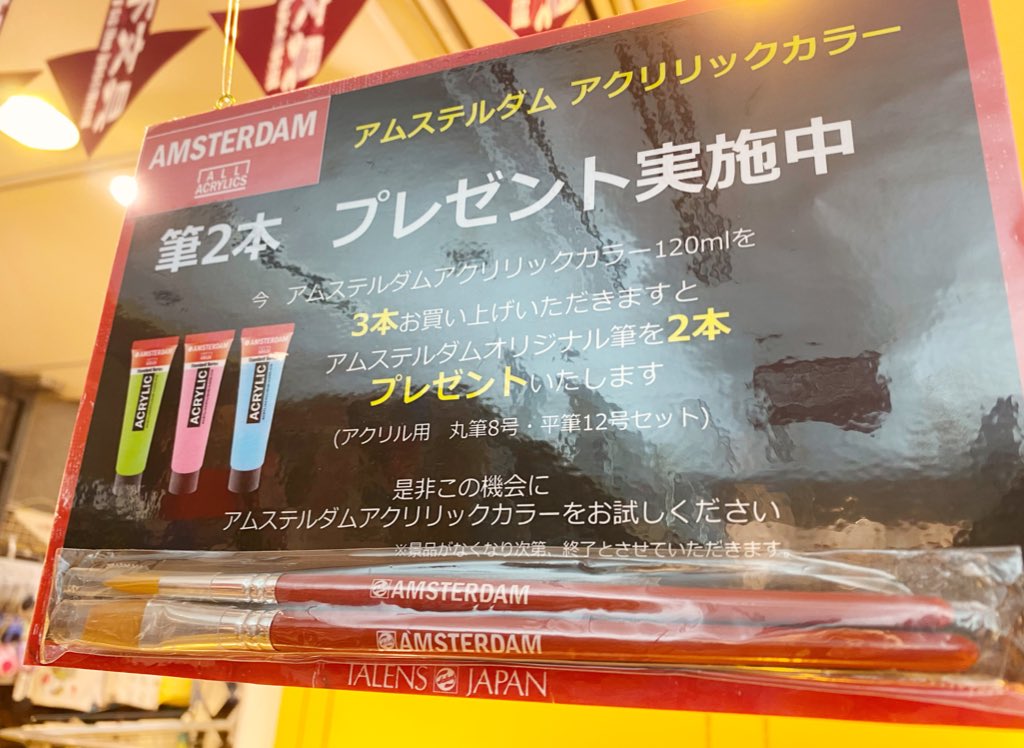 AMSTERDAM
ALL
ACRYLICS
アムステルダム アクリリックカラー
筆2本 プレゼント実施中
今 アムステルダムアクリリックカラー120mlを
3本お買い上げいただきますと
アムステルダムオリジナル筆を2本
プレゼントいたします
(アクリル用 丸筆8号・平筆12号セット)
是非この機会に
アムステルダムアクリリックカラーをお試しください
※景品がなくなり次第、終了とさせていただきます。
AMSTERDAM
ACRYLIC
AMSTERDAM
ACRYLIC
AMSTERDAM
ACRYLIC
AMSTERDAM
AMSTERDAM
TALENS JAPAN